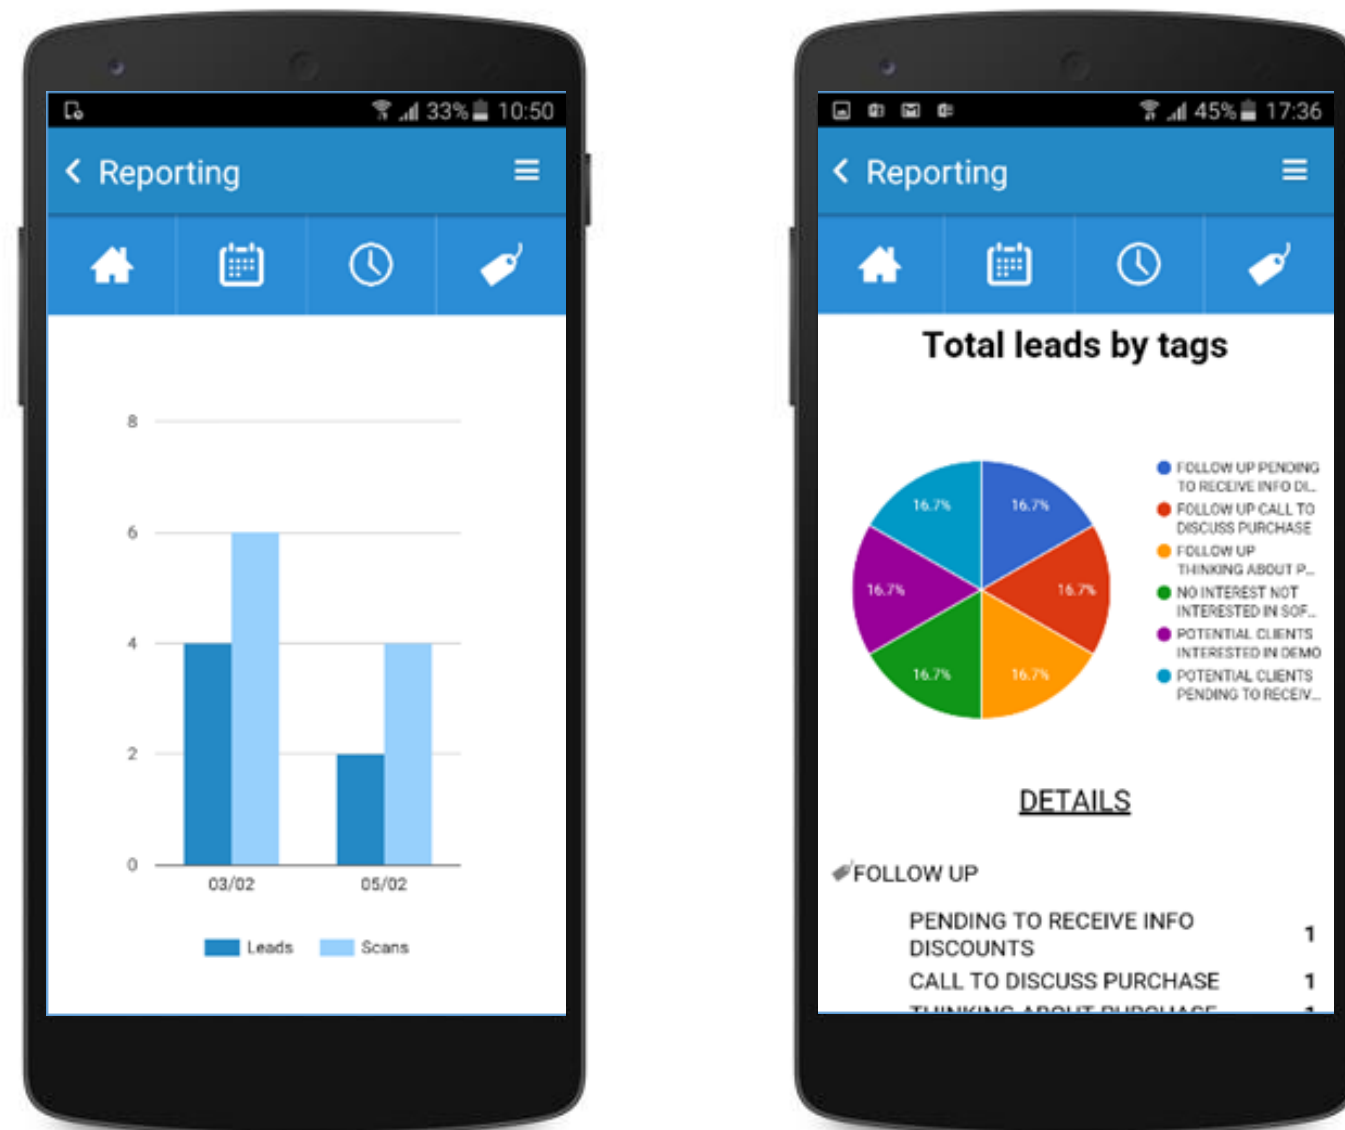 33% 10:50
Reporting
8
6
4
2
0
03/02 05/02
Leads Scans
45% 17:36
Reporting
Total leads by tags
16.7% 16.7%
16.7% 16.7%
16.7% 16.7%
FOLLOW UP PENDING
TO RECEIVE INFO DI...
FOLLOW UP CALL TO
DISCUSS PURCHASE
FOLLOW UP
THINKING ABOUT P...
NO INTEREST NOT
INTERESTED IN SOF...
POTENTIAL CLIENTS
INTERESTED IN DEMO
POTENTIAL CLIENTS
PENDING TO RECEIV...
DETAILS
FOLLOW UP
PENDING TO RECEIVE INFO
DISCOUNTS 1
CALL TO DISCUSS PURCHASE 1
THINKING ABOUT PURCHASE 1